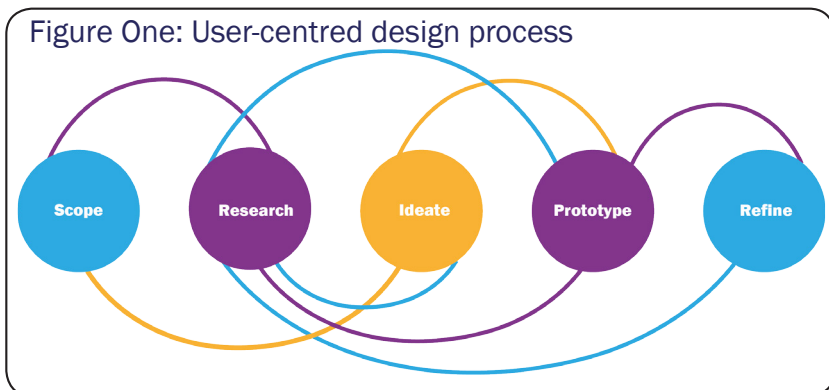 Figure One: User-centred design process
Scope
Research
Ideate
Prototype
Refine